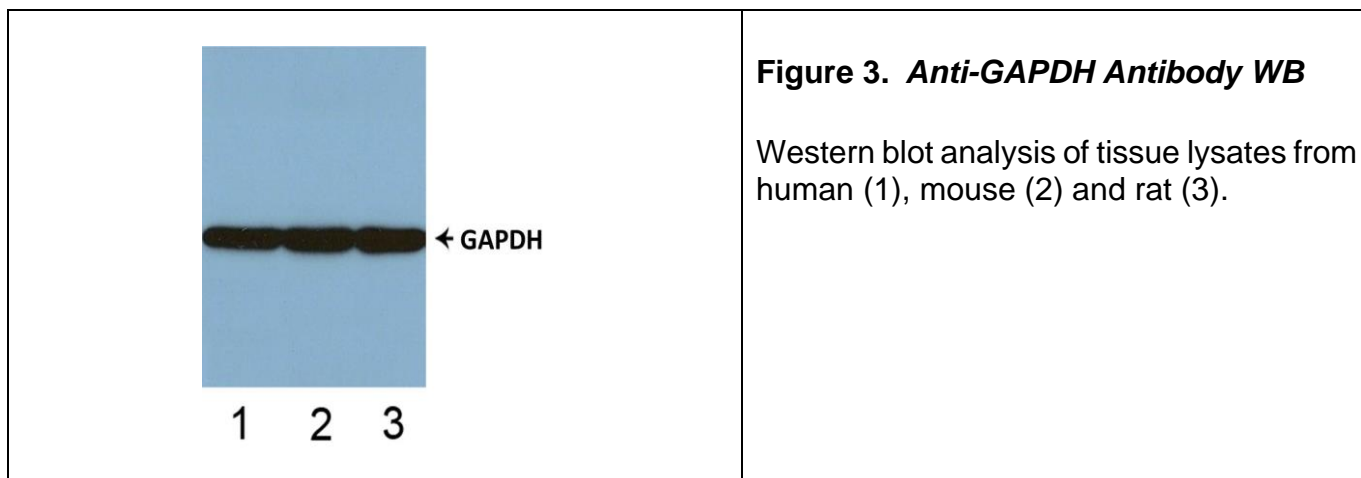 ← GAPDH
1 2 3
Figure 3. Anti-GAPDH Antibody WB
Western blot analysis of tissue lysates from
human (1), mouse (2) and rat (3).